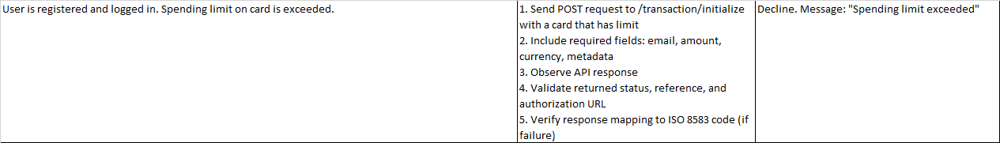 User is registered and logged in. Spending limit on card is exceeded.
1. Send POST request to /transaction/initialize
with a card that has limit
2. Include required fields: email, amount,
currency, metadata
3. Observe API response
4. Validate returned status, reference, and
authorization URL
5. Verify response mapping to ISO 8583 code (if
failure)
Decline. Message: "Spending limit exceeded"